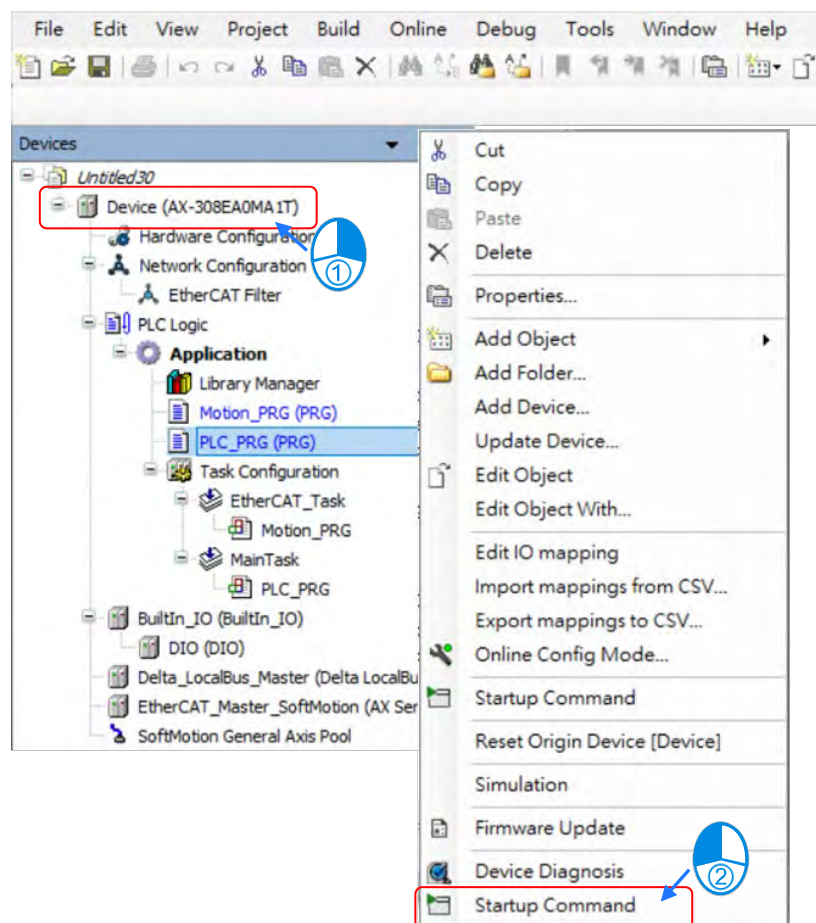 File Edit View Project Build Online Debug Tools Window Help
Devices
Untitled30
Device (AX-308EA0MA1T)
Hardware Configuration
Network Configuration
EtherCAT Filter
PLC Logic
Application
Library Manager
Motion_PRG (PRG)
PLC_PRG (PRG)
Task Configuration
EtherCAT_Task
Motion_PRG
MainTask
PLC_PRG
BuiltIn_IO (BuiltIn_IO)
DIO (DIO)
Delta_LocalBus_Master (Delta LocalBu
EtherCAT_Master_SoftMotion (AX Ser
SoftMotion General Axis Pool
①
Cut
Copy
Paste
Delete
Properties...
Add Object
Add Folder...
Add Device...
Update Device...
Edit Object
Edit Object With...
Edit IO mapping
Import mappings from CSV...
Export mappings to CSV...
Online Config Mode...
Startup Command
Reset Origin Device [Device]
Simulation
Firmware Update
Device Diagnosis
②
Startup Command